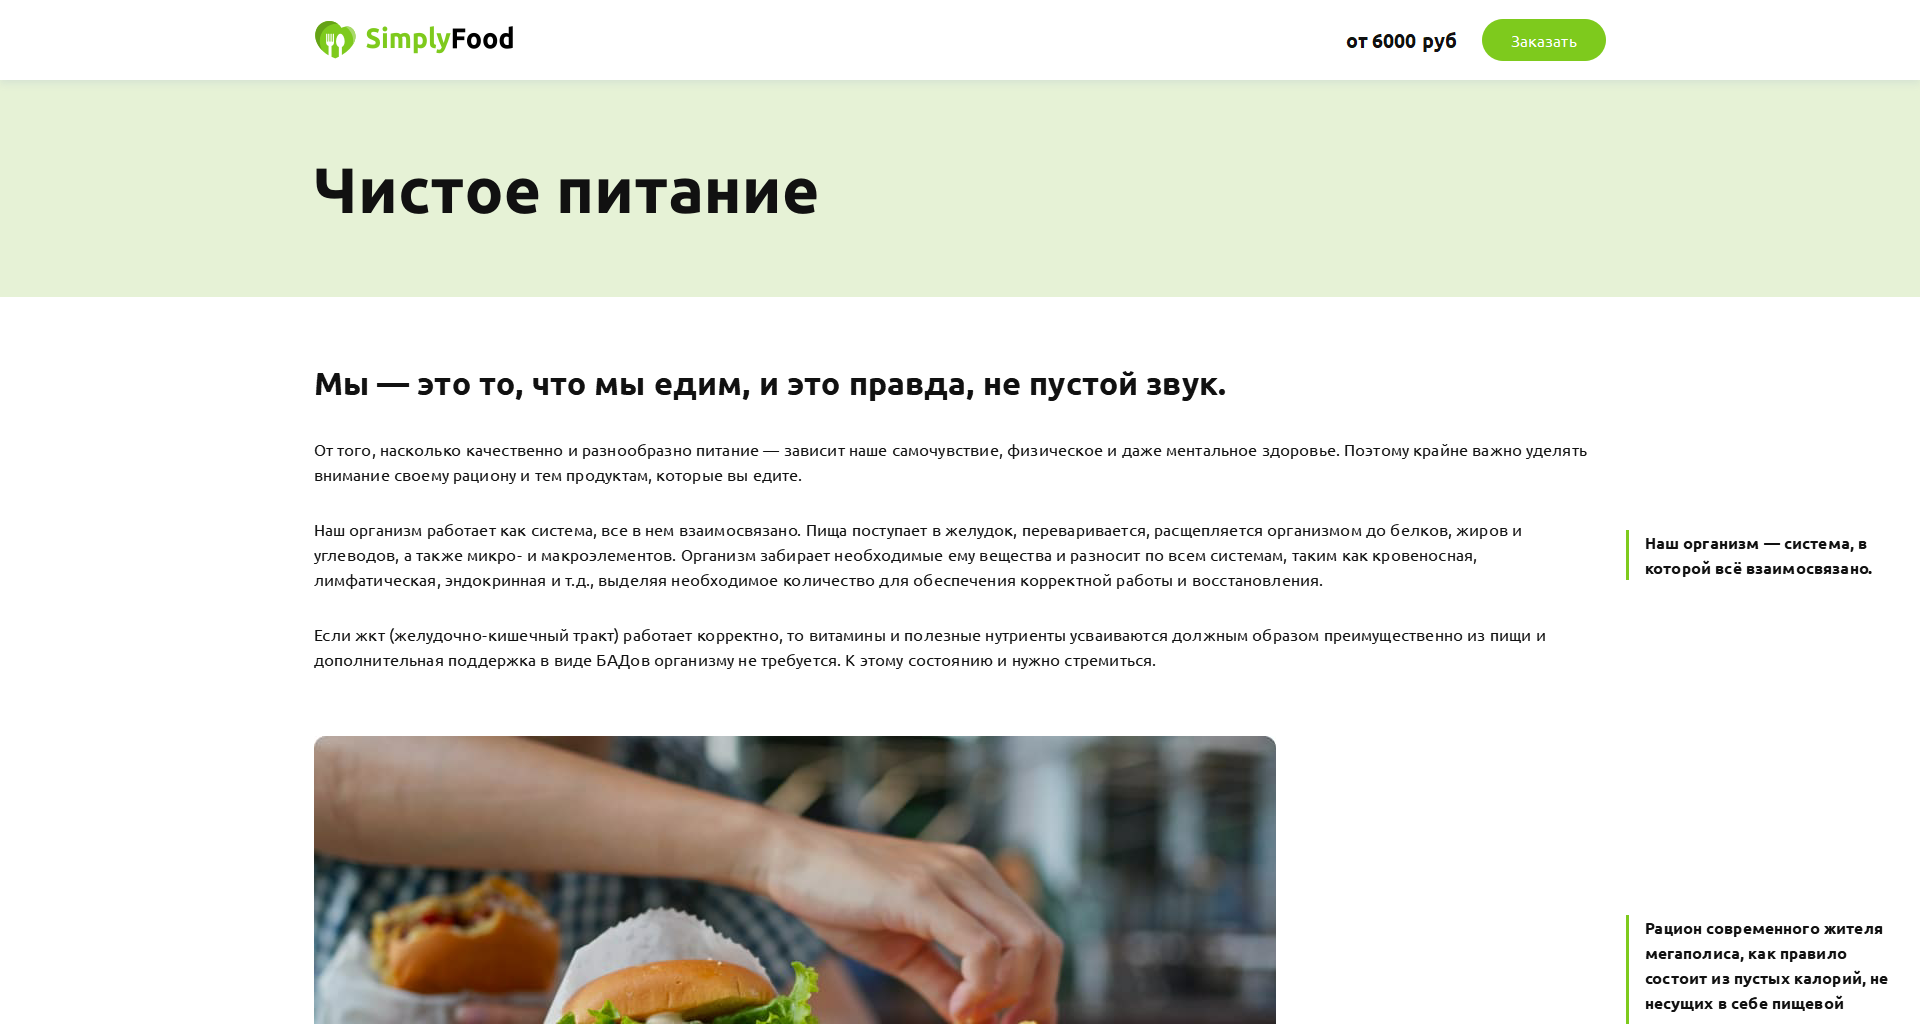 SimplyFood
от 6000 руб
Заказать
Чистое питание
Мы — это то, что мы едим, и это правда, не пустой звук.
От того, насколько качественно и разнообразно питание — зависит наше самочувствие, физическое и даже ментальное здоровье. Поэтому крайне важно уделять
внимание своему рациону и тем продуктам, которые вы едите.
Наш организм работает как система, все в нем взаимосвязано. Пища поступает в желудок, переваривается, расщепляется организмом до белков, жиров и
углеводов, а также микро- и макроэлементов. Организм забирает необходимые ему вещества и разносит по всем системам, таким как кровеносная,
лимфатическая, эндокринная и т.д., выделяя необходимое количество для обеспечения корректной работы и восстановления.
Наш организм — система, в
которой всё взаимосвязано.
Если жкт (желудочно-кишечный тракт) работает корректно, то витамины и полезные нутриенты усваиваются должным образом преимущественно из пищи и
дополнительная поддержка в виде БАДов организму не требуется. К этому состоянию и нужно стремиться.
Рацион современного жителя
мегаполиса, как правило
состоит из пустых калорий, не
несущих в себе пищевой